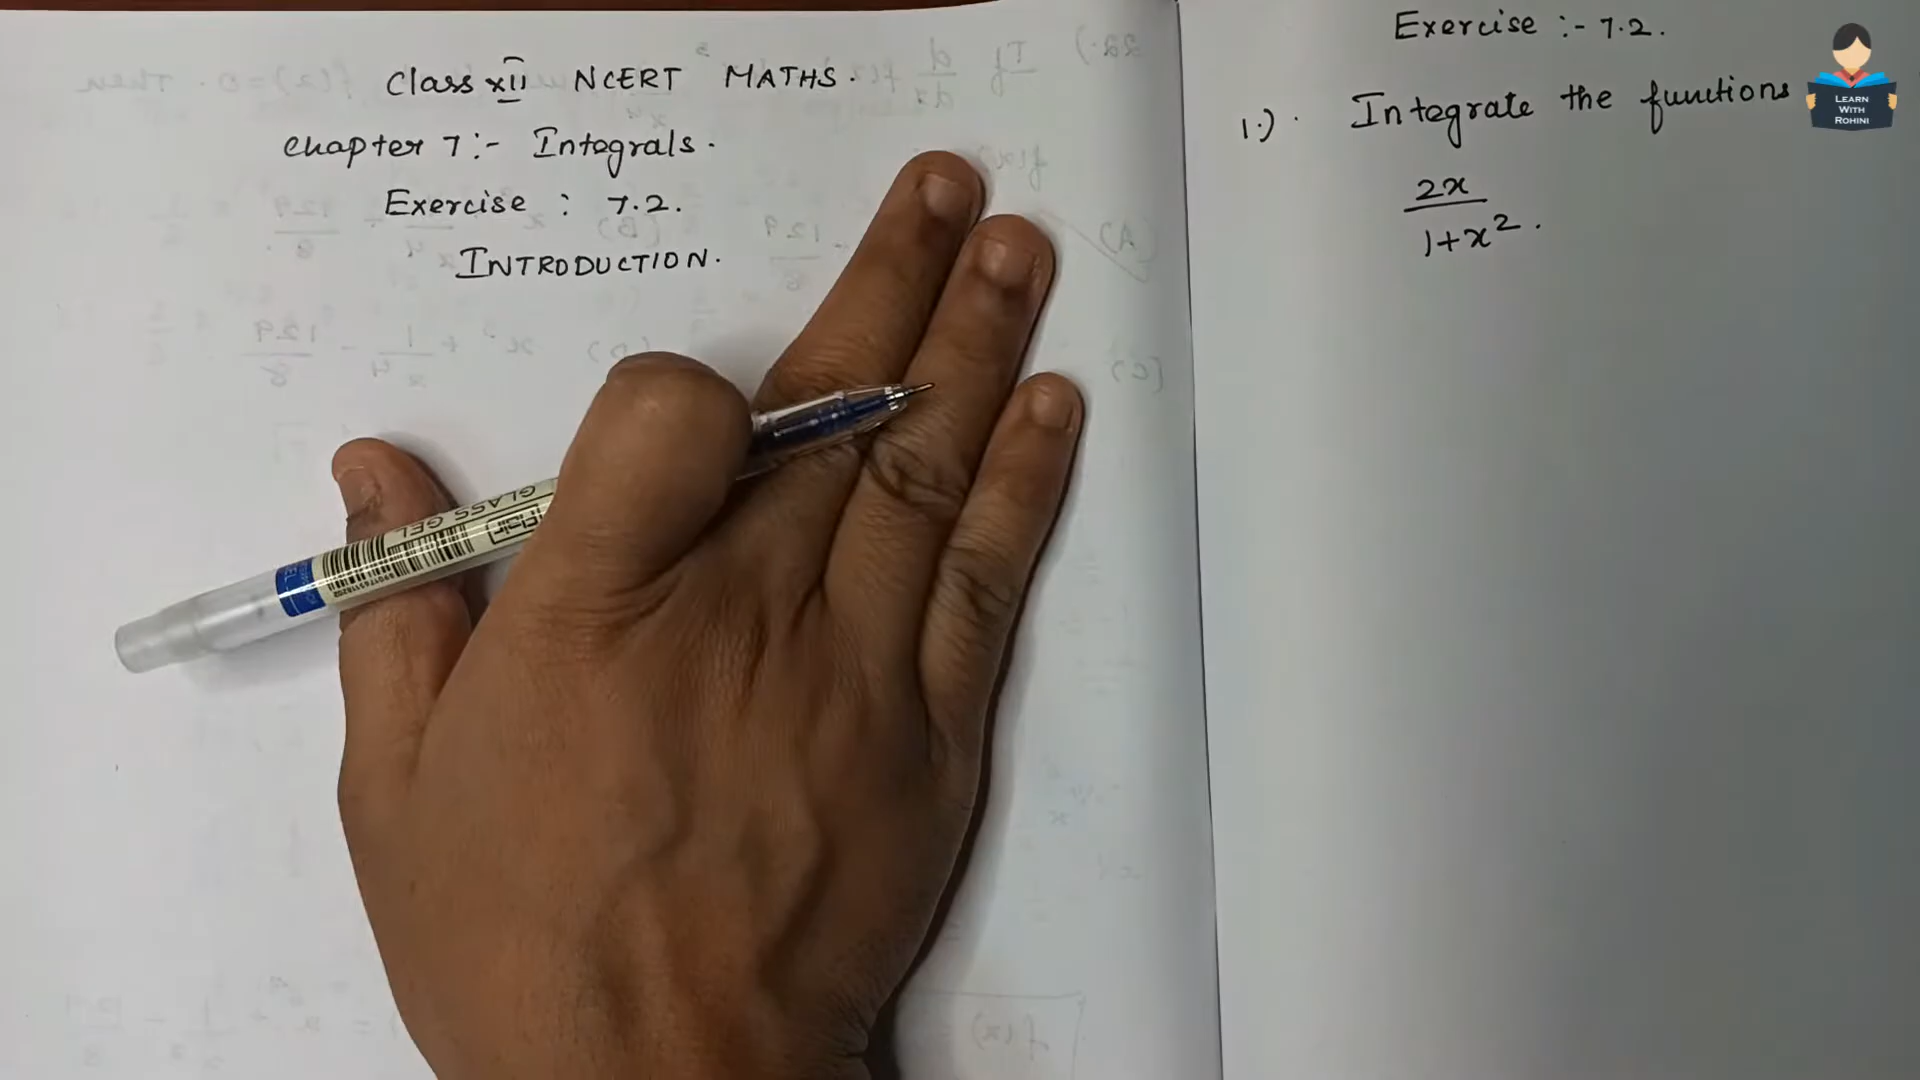 Class XII NCERT MATHS.
Chapter 7:- Integrals.
Exercise : 7.2.
INTRODUCTION.
Exercise :- 7.2.
1.). Integrate the functions
2x
1+x².
LEARN
With
ROHINI
GLASS GEL
Flair